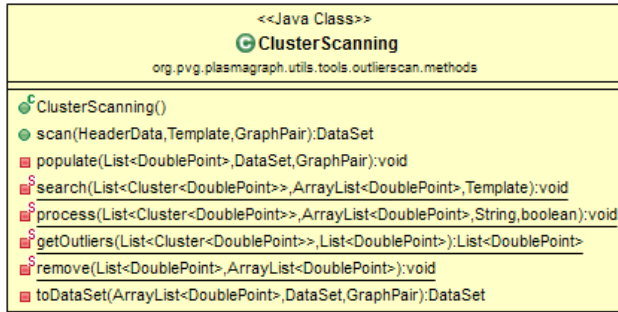 <<Java Class>>
ClusterScanning
org.pvg.plasmagraph.utils.tools.outlierscan.methods
ClusterScanning()
scan(HeaderData,Template,GraphPair):DataSet
populate(List<DoublePoint>,DataSet,GraphPair):void
search(List<Cluster<DoublePoint>>,ArrayList<DoublePoint>,Template):void
process(List<Cluster<DoublePoint>>,ArrayList<DoublePoint>,String,boolean):void
getOutliers(List<Cluster<DoublePoint>>,List<DoublePoint>):List<DoublePoint>
remove(List<DoublePoint>,ArrayList<DoublePoint>):void
toDataSet(ArrayList<DoublePoint>,DataSet,GraphPair):DataSet